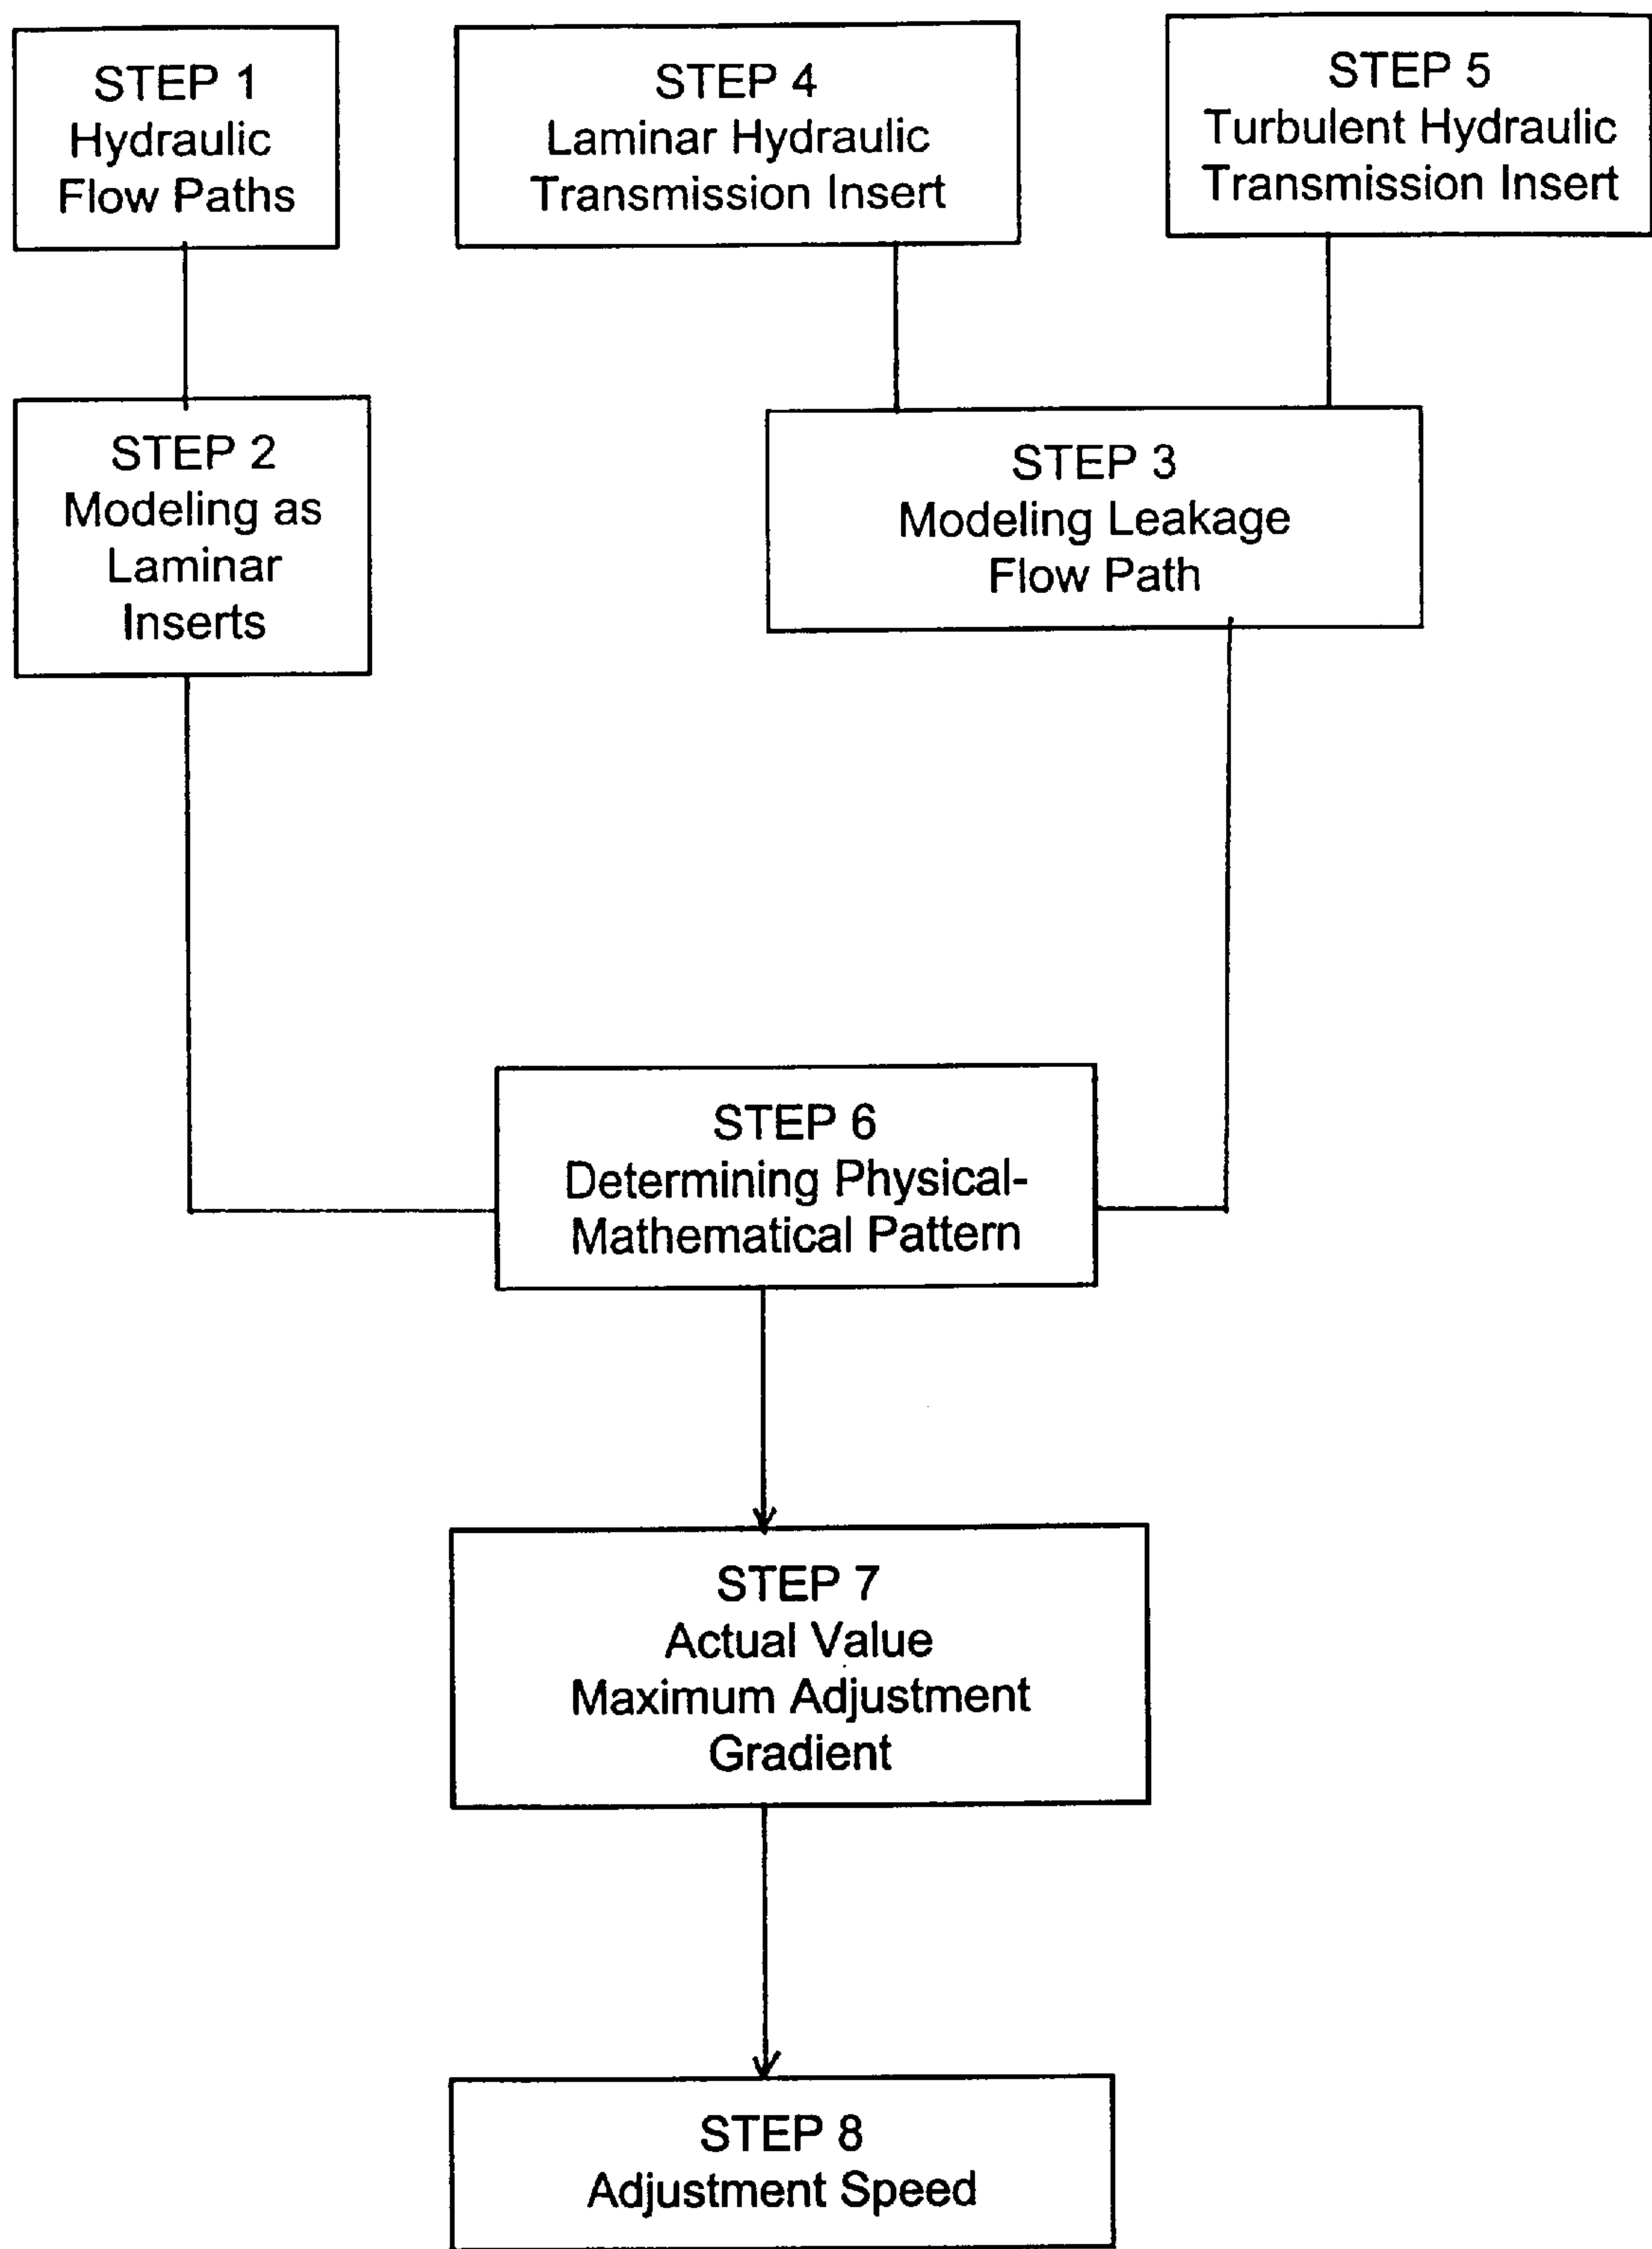 STEP 1
Hydraulic
Flow Paths
STEP 4
Laminar Hydraulic
Transmission Insert
STEP 5
Turbulent Hydraulic
Transmission Insert
STEP 2
Modeling as
Laminar
Inserts
STEP 3
Modeling Leakage
Flow Path
STEP 6
Determining Physical-
Mathematical Pattern
STEP 7
Actual Value
Maximum Adjustment
Gradient
STEP 8
Adjustment Speed